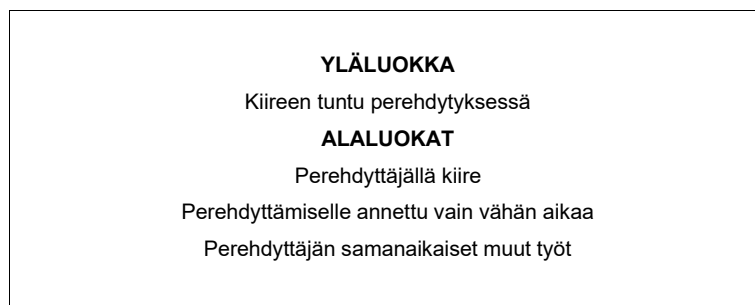 YLÄLUOKKA
Kiireen tuntu perehdytyksessä
ALALUOKAT
Perehdyttäjällä kiire
Perehdyttämiselle annettu vain vähän aikaa
Perehdyttäjän samanaikaiset muut työt